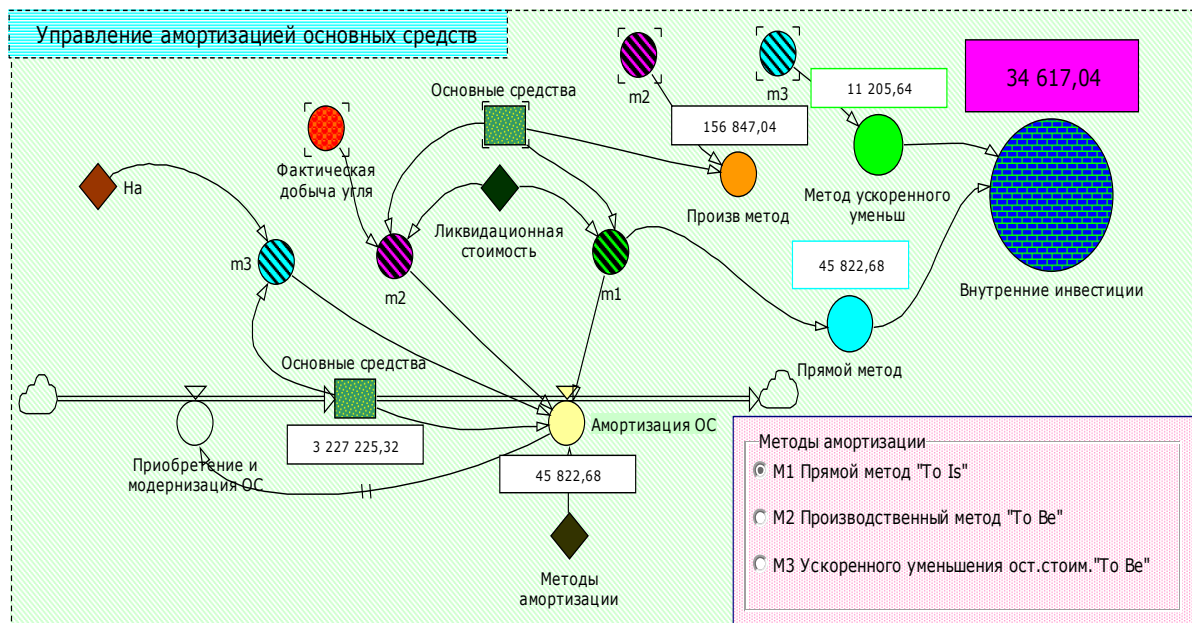 Управление амортизацией основных средств
m2
m3
34 617,04
11 205,64
Основные средства
156 847,04
Фактическая
добыча угля
На
Произв метод
Метод ускоренного
уменьш
Ликвидационная
стоимость
45 822,68
m3
m2
m1
Внутренние инвестиции
Основные средства
Прямой метод
3 227 225,32
Амортизация ОС
Приобретение и
модернизация ОС
45 822,68
Методы
амортизации
Методы амортизации
М1 Прямой метод "To Is"
М2 Производственный метод "To Be"
М3 Ускоренного уменьшения ост.стоим."To Be"